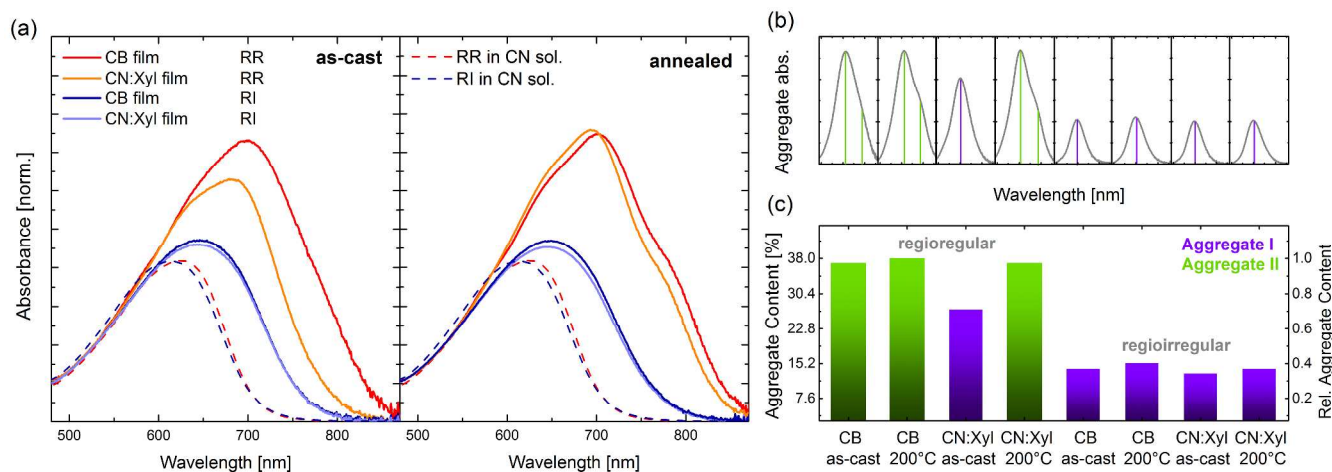 (a)
CB film RR as-cast
CN:Xyl film RR
CB film RI
CN:Xyl film RI
RR in CN sol. annealed
RI in CN sol.
Absorbance [norm.]
500 600 700 800
500 600 700 800
Wavelength [nm]
Wavelength [nm]
(b)
Aggregate abs.
Wavelength [nm]
(c)
Aggregate Content [%]
38.0
30.4
22.8
15.2
7.6
regioregular
Aggregate I
Aggregate II
regioirregular
1.0
0.8
0.6
0.4
0.2
Rel. Aggregate Content
CB CB CN:Xyl CN:Xyl CB CB CN:Xyl CN:Xyl
as-cast 200°C as-cast 200°C as-cast 200°C as-cast 200°C